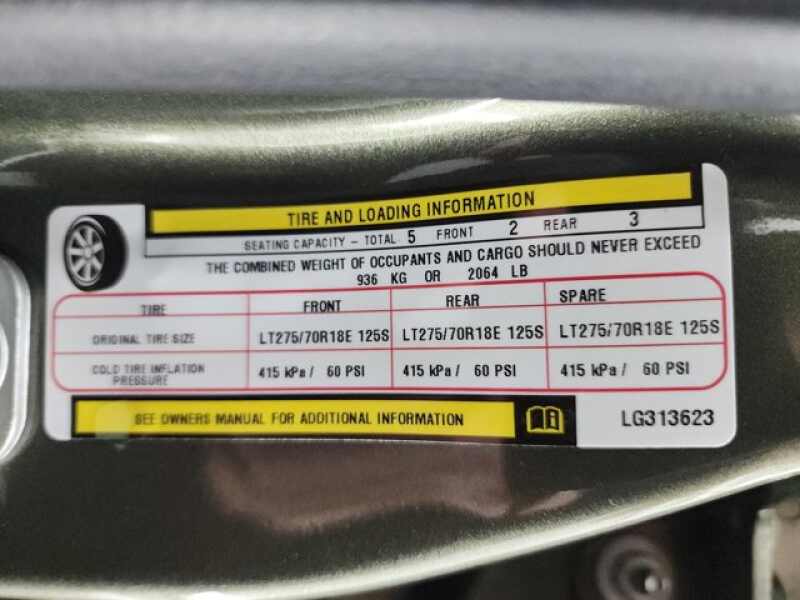 TIRE AND LOADING INFORMATION
SEATING CAPACITY - TOTAL 5 FRONT 2 REAR 3
THE COMBINED WEIGHT OF OCCUPANTS AND CARGO SHOULD NEVER EXCEED
936 KG OR 2064 LB
TIRE FRONT REAR SPARE
ORIGINAL TIRE SIZE LT275/70R18E 125S LT275/70R18E 125S LT275/70R18E 125S
COLD TIRE INFLATION PRESSURE 415 kPa / 60 PSI 415 kPa / 60 PSI 415 kPa / 60 PSI
SEE OWNERS MANUAL FOR ADDITIONAL INFORMATION LG313623